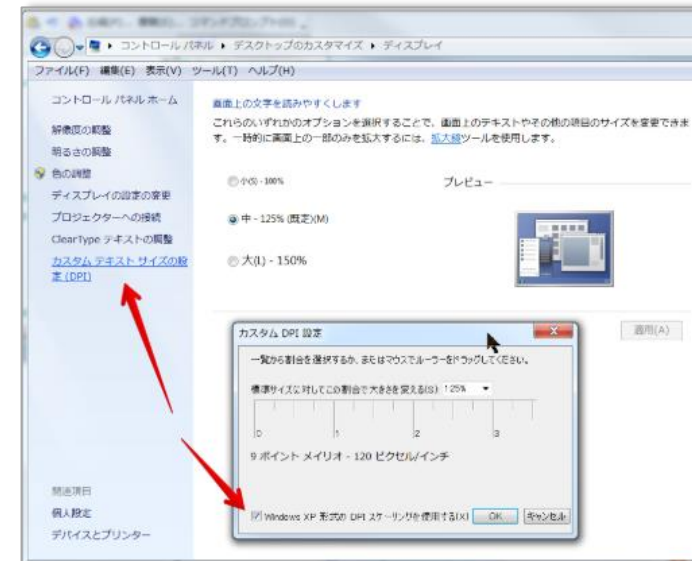 コントロール パネル ▸ デスクトップのカスタマイズ ▸ ディスプレイ
ファイル(F) 編集(E) 表示(V) ツール(T) ヘルプ(H)
コントロール パネル ホーム
解像度の調整
明るさの調整
色の調整
ディスプレイの設定の変更
プロジェクターへの接続
ClearType テキストの調整
カスタム テキスト サイズの設
定 (DPI)
関連項目
個人設定
デバイスとプリンター
画面上の文字を読みやすくします
これらのいずれかのオプションを選択することで、画面上のテキストやその他の項目のサイズを変更できま
す。一時的に画面上の一部のみを拡大するには、拡大鏡ツールを使用します。
小(S) - 100%
プレビュー
中 - 125% (既定)(M)
大(L) - 150%
適用(A)
カスタム DPI 設定
一覧から割合を選択するか、またはマウスでルーラーをドラッグしてください。
標準サイズに対してこの割合で大きさを変える(S) 125%
0 1 2 3
9 ポイント メイリオ - 120 ピクセル/インチ
Windows XP 形式の DPI スケーリングを使用する(X) OK キャンセル